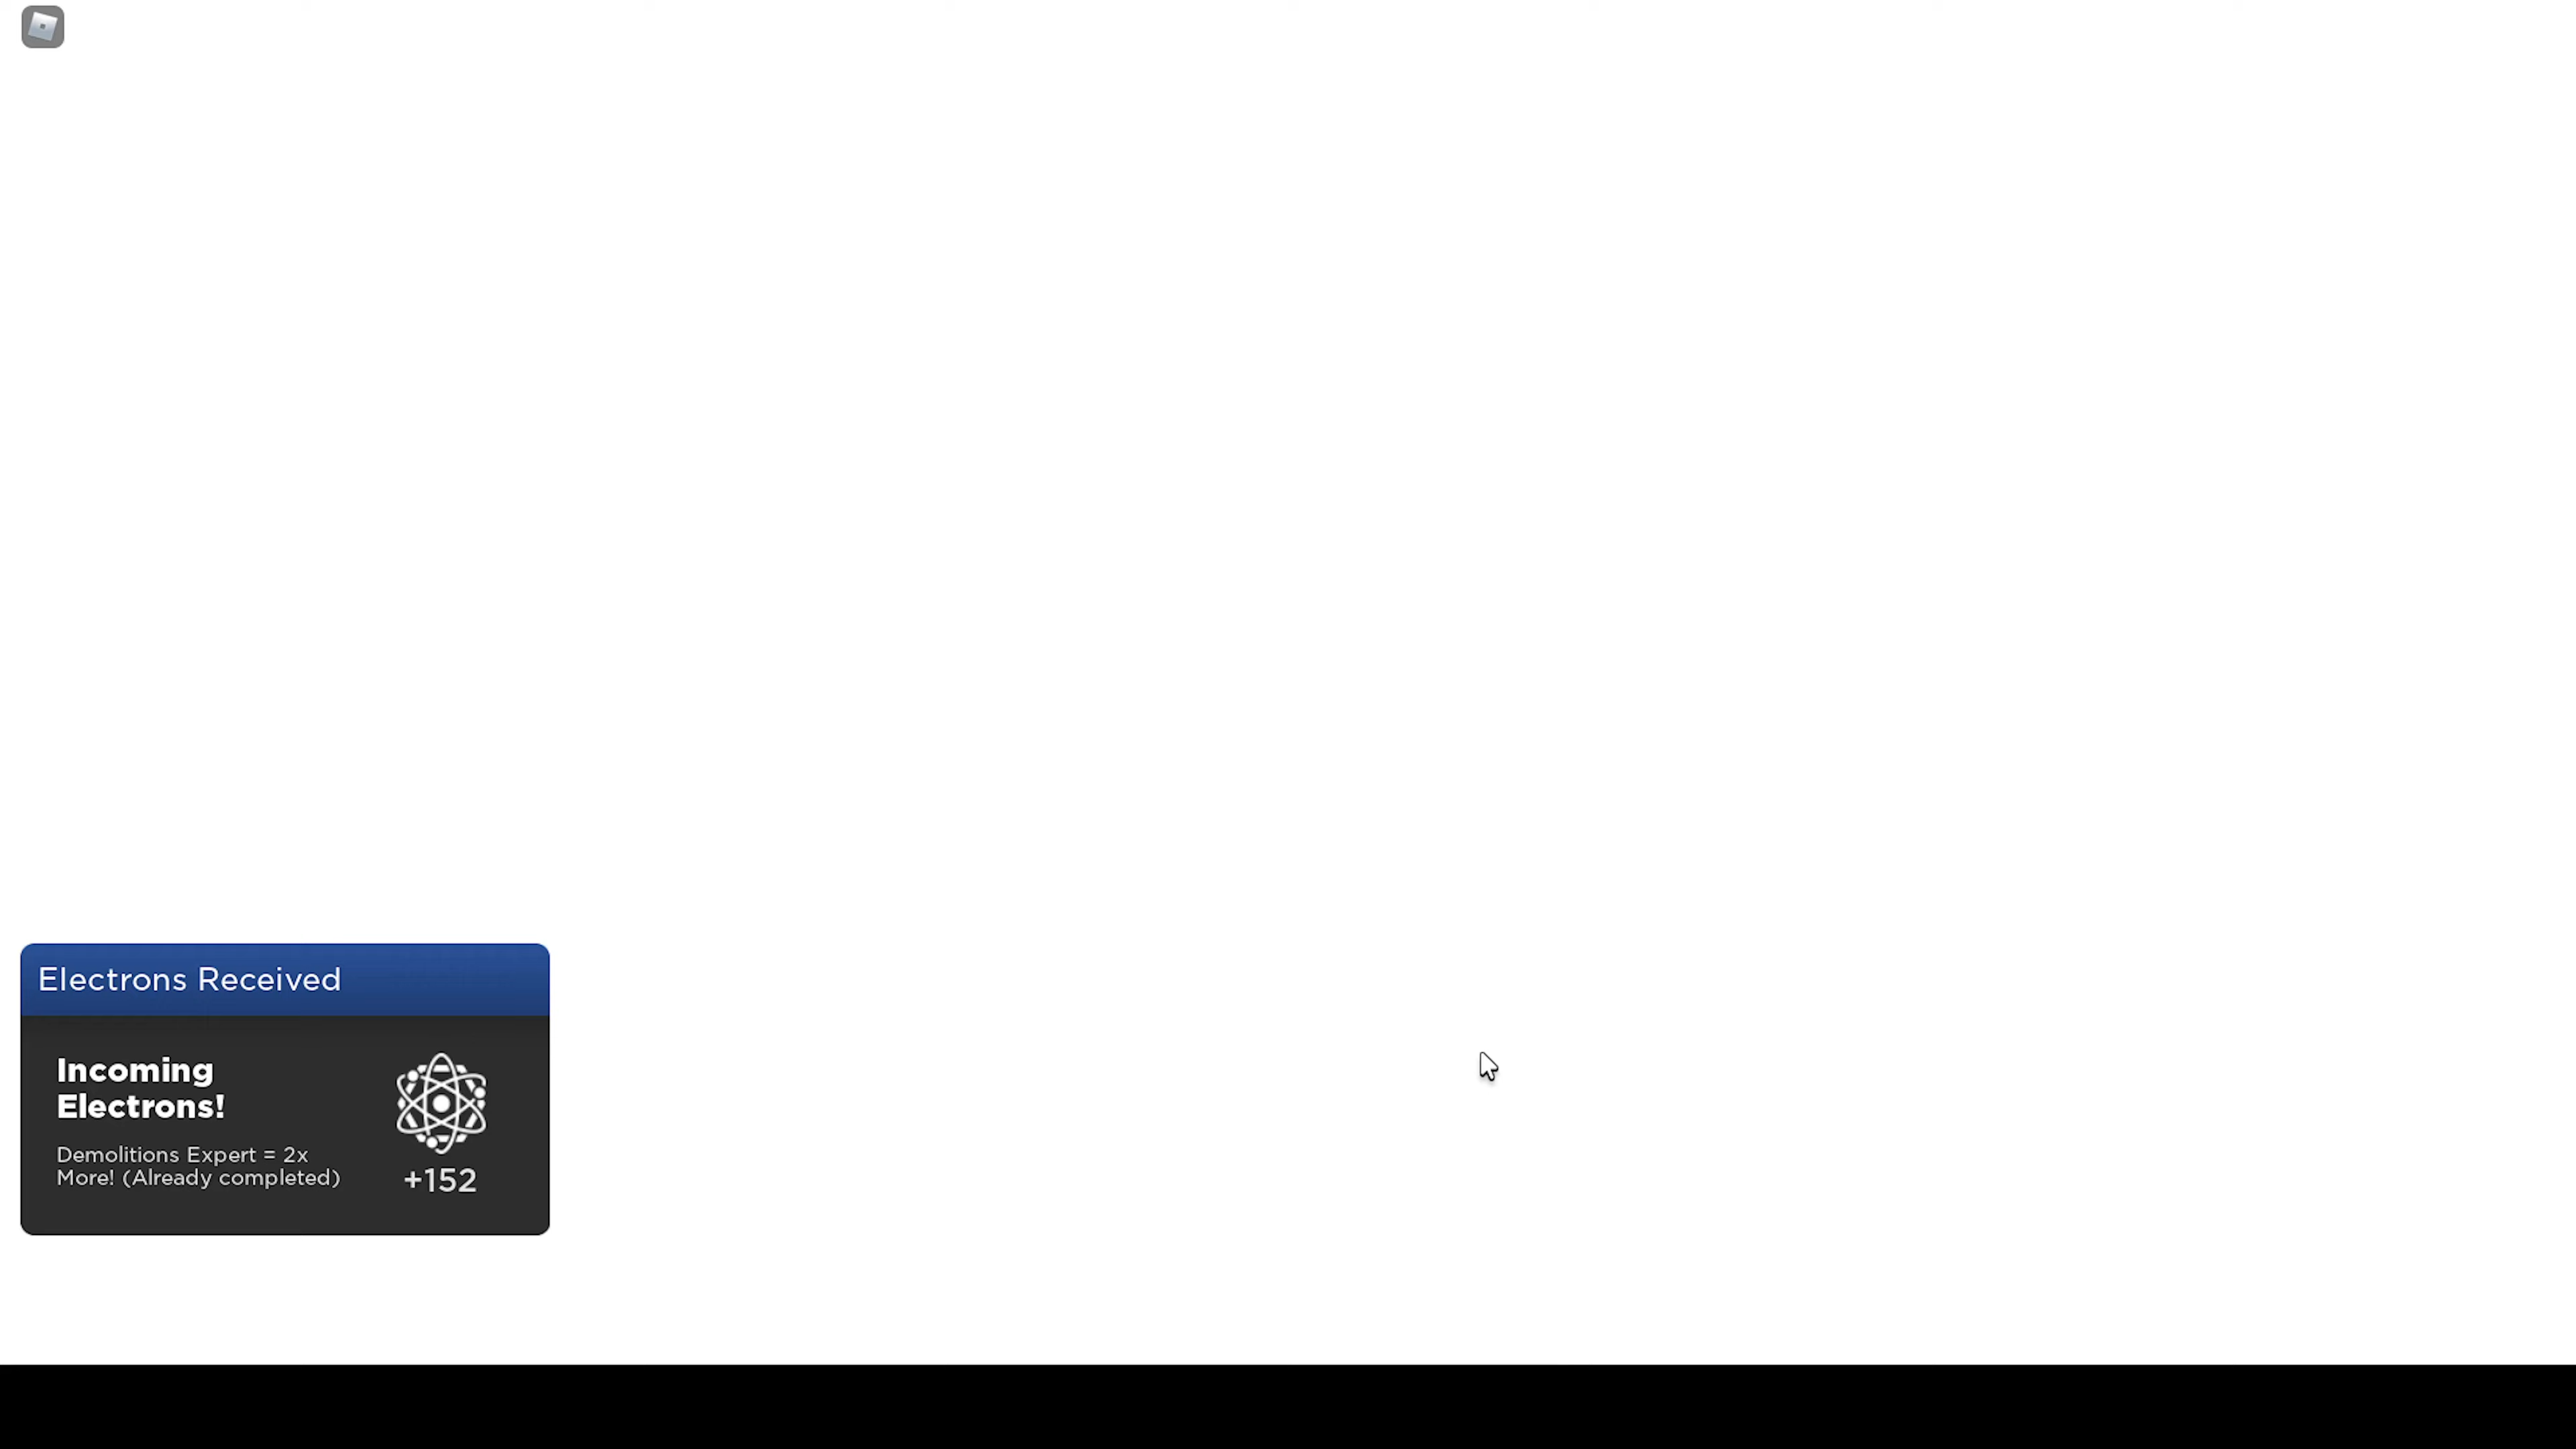 Electrons Received
Incoming
Electrons!
Demolitions Expert = 2x
More! (Already completed)
+152